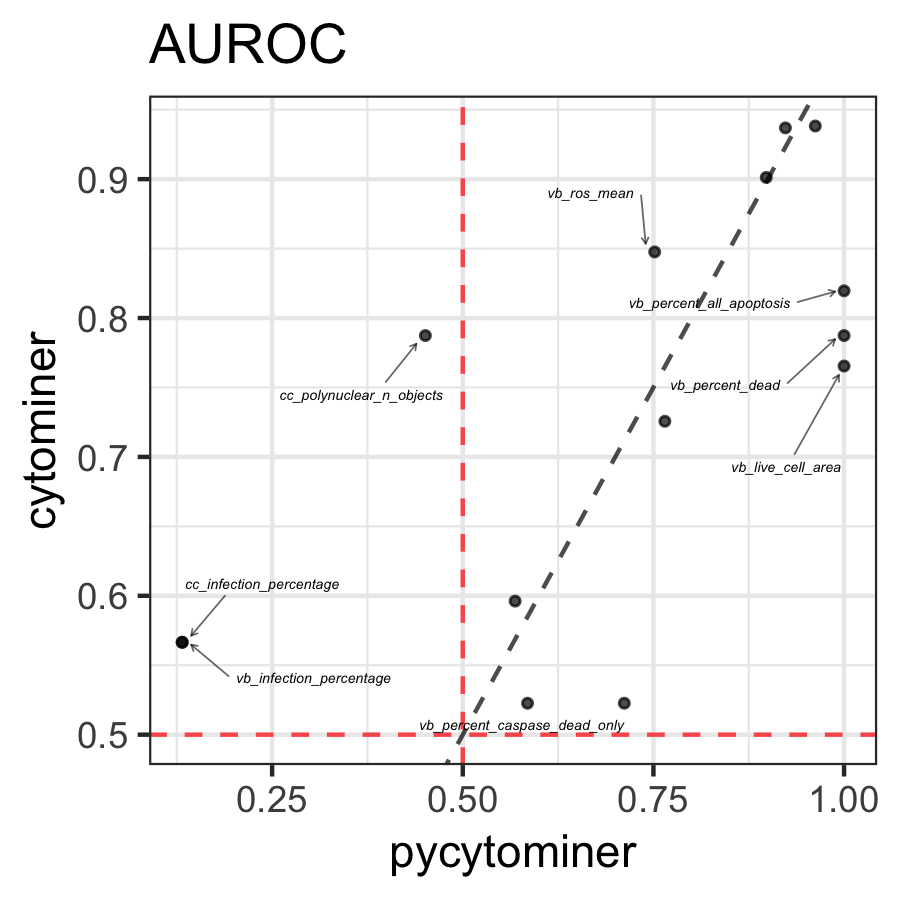 AUROC
cytominer
0.9
0.8
0.7
0.6
0.5
vb_ros_mean
vb_percent_all_apoptosis
vb_percent_dead
cc_polynuclear_n_objects
vb_live_cell_area
cc_infection_percentage
vb_infection_percentage
vb_percent_caspase_dead_only
0.25
0.50
0.75
1.00
pycytominer